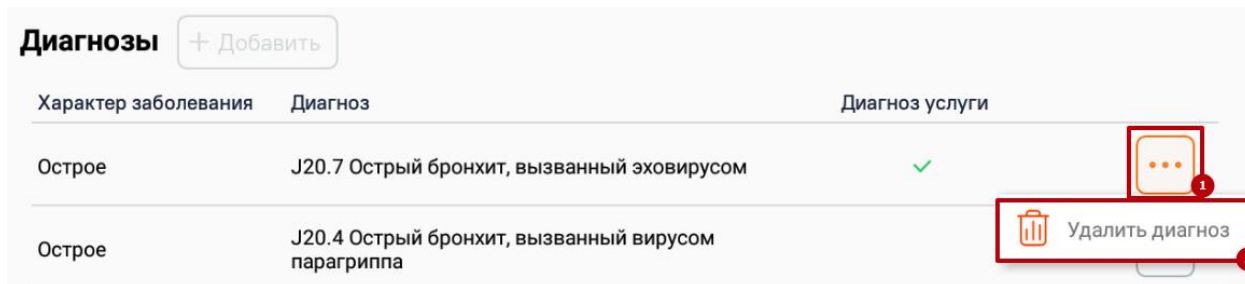 Диагнозы + Добавить
Характер заболевания Диагноз Диагноз услуги
Острое J20.7 Острый бронхит, вызванный эховирусом
1
Удалить диагноз
Острое J20.4 Острый бронхит, вызванный вирусом
парагриппа